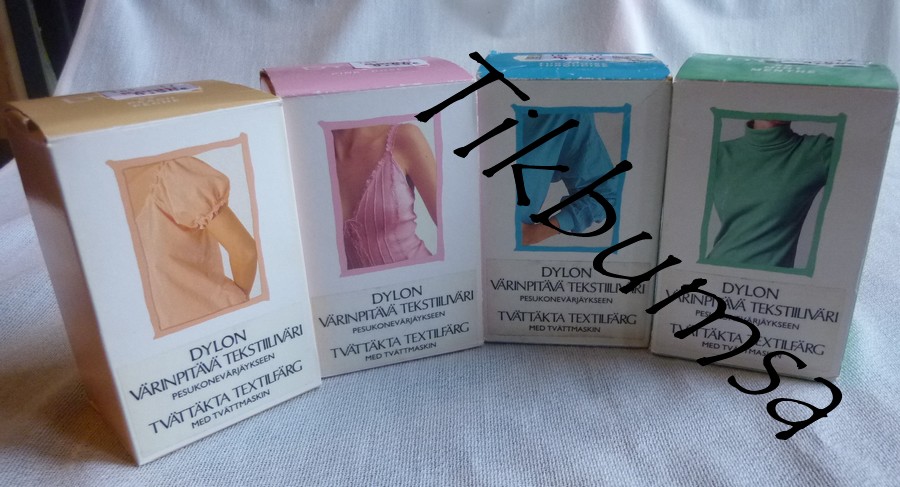 DYLON
VÄRINPITÄVÄ TEKSTIILIVÄRI
PESUKONEVÄRJÄYKSEEN
TVÄTTÄKTA TEXTILFÄRG
MED TVÄTTMASKIN
DYLON
VÄRINPITÄVÄ TEKSTIILIVÄRI
PESUKONEVÄRJÄYKSEEN
TVÄTTÄKTA TEXTILFÄRG
MED TVÄTTMASKIN
DYLON
VÄRINPITÄVÄ TEKSTIILIVÄRI
PESUKONEVÄRJÄYKSEEN
TVÄTTÄKTA TEXTILFÄRG
MED TVÄTTMASKIN
DYLON
VÄRINPITÄVÄ TEKSTIILIVÄRI
PESUKONEVÄRJÄYKSEEN
TVÄTTÄKTA TEXTILFÄRG
MED TVÄTTMASKIN
Tikbumsa